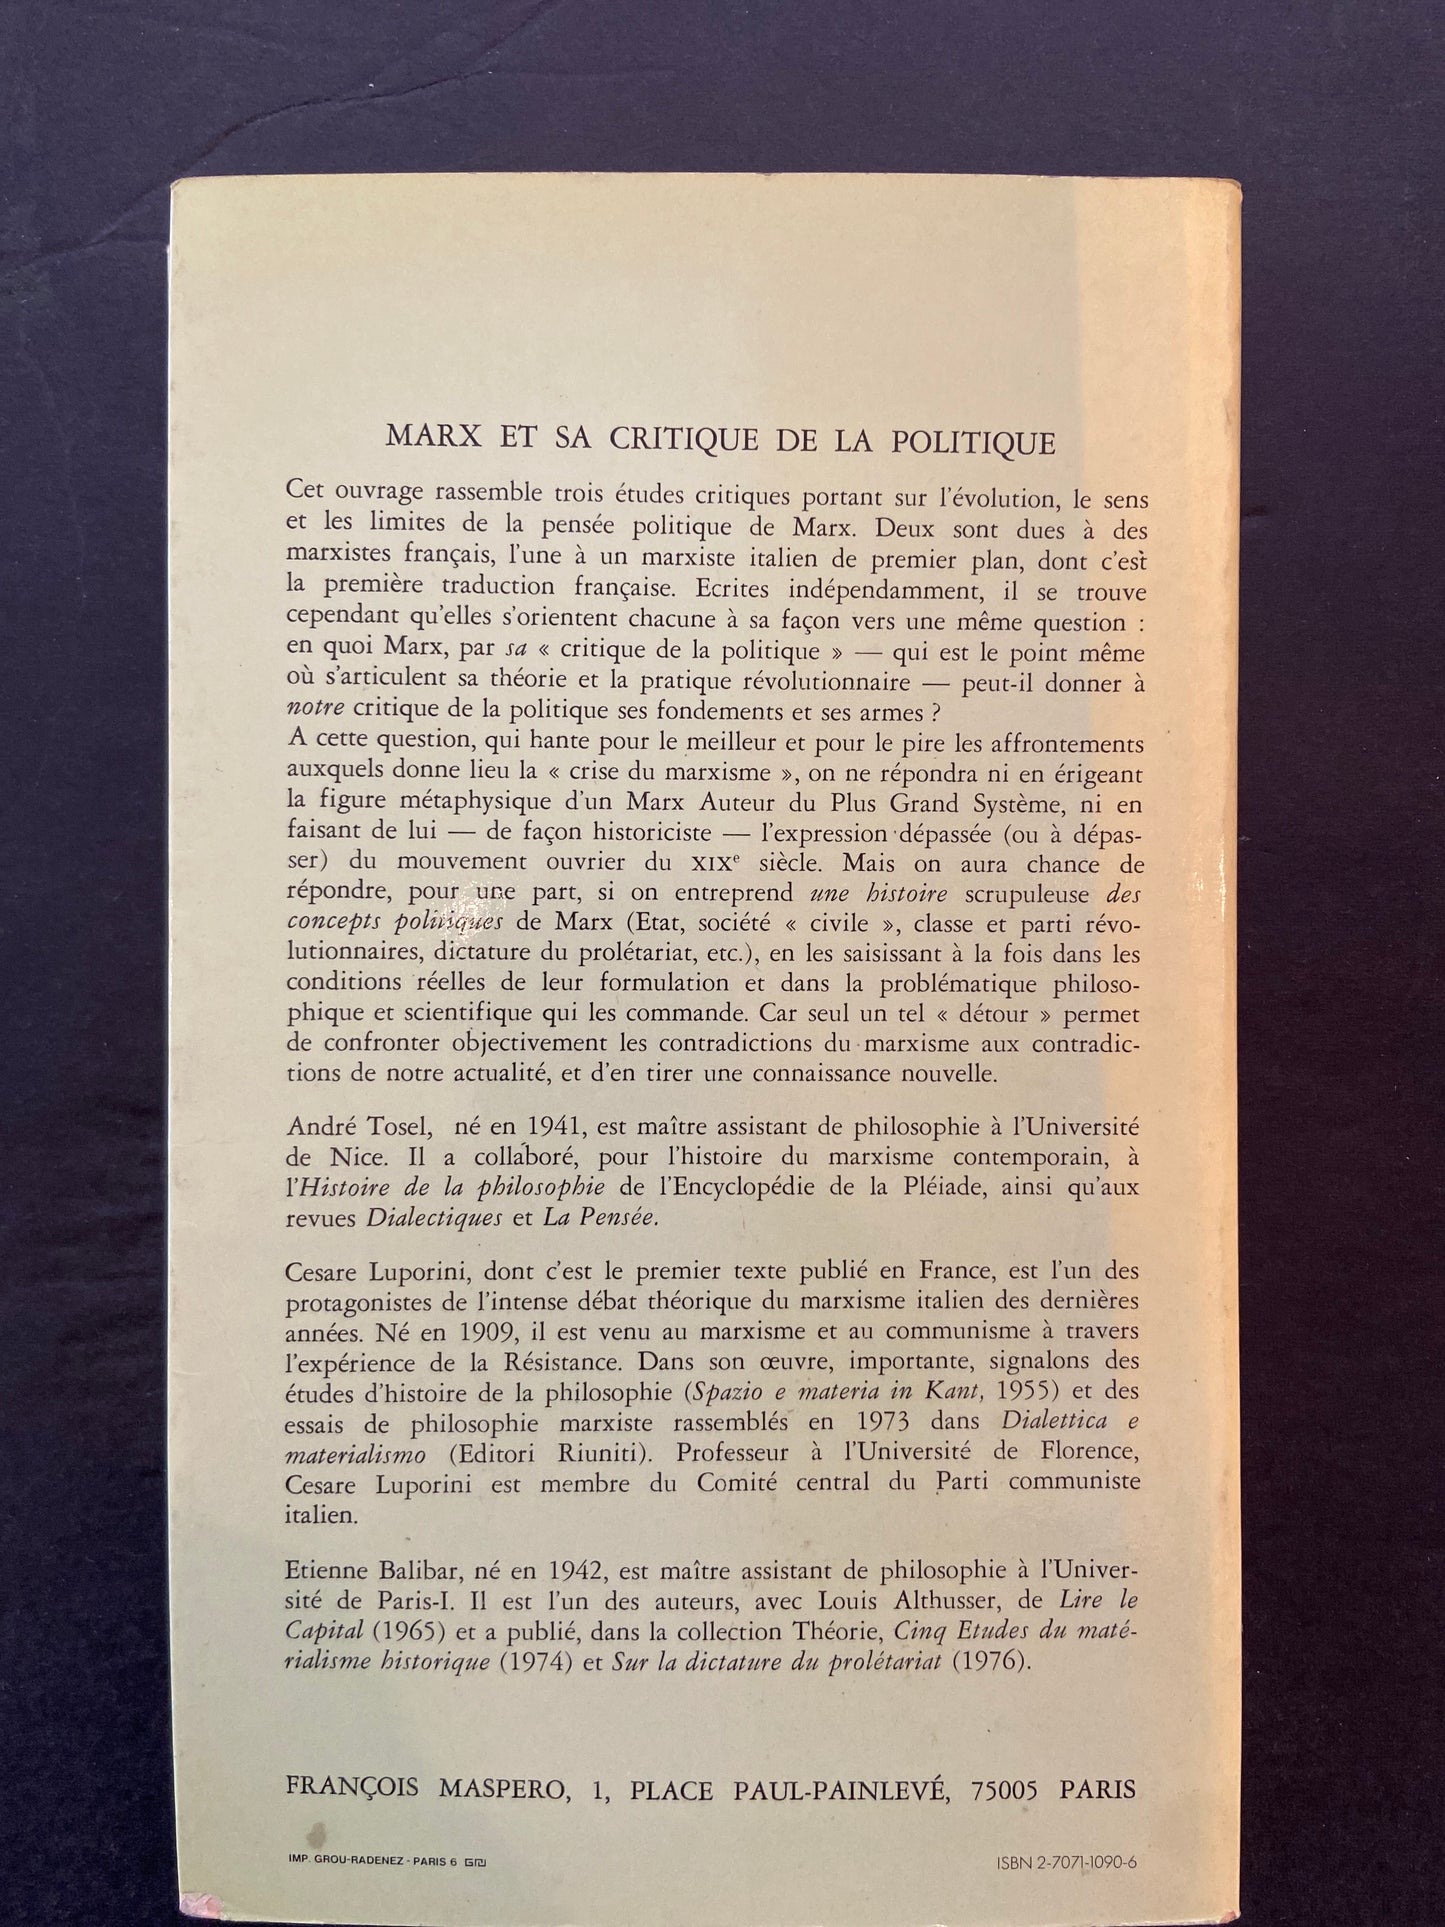 MARX ET SA CRITIQUE DE LA POLITIQUE
Cet ouvrage rassemble trois études critiques portant sur l'évolution, le sens
et les limites de la pensée politique de Marx. Deux sont dues à des
marxistes français, l'une à un marxiste italien de premier plan, dont c'est
la première traduction française. Ecrites indépendamment, il se trouve
cependant qu'elles s'orientent chacune à sa façon vers une même question :
en quoi Marx, par sa « critique de la politique » — qui est le point même
où s'articulent sa théorie et la pratique révolutionnaire — peut-il donner à
notre critique de la politique ses fondements et ses armes ?
A cette question, qui hante pour le meilleur et pour le pire les affrontements
auxquels donne lieu la « crise du marxisme », on ne répondra ni en érigeant
la figure métaphysique d'un Marx Auteur du Plus Grand Système, ni en
faisant de lui — de façon historiciste — l'expression dépassée (ou à dépas-
ser) du mouvement ouvrier du XIXe siècle. Mais on aura chance de
répondre, pour une part, si on entreprend une histoire scrupuleuse des
concepts politiques de Marx (Etat, société « civile », classe et parti révo-
lutionnaires, dictature du prolétariat, etc.), en les saisissant à la fois dans les
conditions réelles de leur formulation et dans la problématique philoso-
phique et scientifique qui les commande. Car seul un tel « détour » permet
de confronter objectivement les contradictions du marxisme aux contradic-
tions de notre actualité, et d'en tirer une connaissance nouvelle.
André Tosel, né en 1941, est maître assistant de philosophie à l'Université
de Nice. Il a collaboré, pour l'histoire du marxisme contemporain, à
l'Histoire de la philosophie de l'Encyclopédie de la Pléiade, ainsi qu'aux
revues Dialectiques et La Pensée.
Cesare Luporini, dont c'est le premier texte publié en France, est l'un des
protagonistes de l'intense débat théorique du marxisme italien des dernières
années. Né en 1909, il est venu au marxisme et au communisme à travers
l'expérience de la Résistance. Dans son œuvre, importante, signalons des
études d'histoire de la philosophie (Spazio e materia in Kant, 1955) et des
essais de philosophie marxiste rassemblés en 1973 dans Dialettica e
materialismo (Editori Riuniti). Professeur à l'Université de Florence,
Cesare Luporini est membre du Comité central du Parti communiste
italien.
Etienne Balibar, né en 1942, est maître assistant de philosophie à l'Univer-
sité de Paris-I. Il est l'un des auteurs, avec Louis Althusser, de Lire le
Capital (1965) et a publié, dans la collection Théorie, Cinq Etudes du maté-
rialisme historique (1974) et Sur la dictature du prolétariat (1976).
FRANÇOIS MASPERO, 1, PLACE PAUL-PAINLEVÉ, 75005 PARIS
IMP. GROU-RADENEZ - PARIS 6
ISBN 2-7071-1090-6